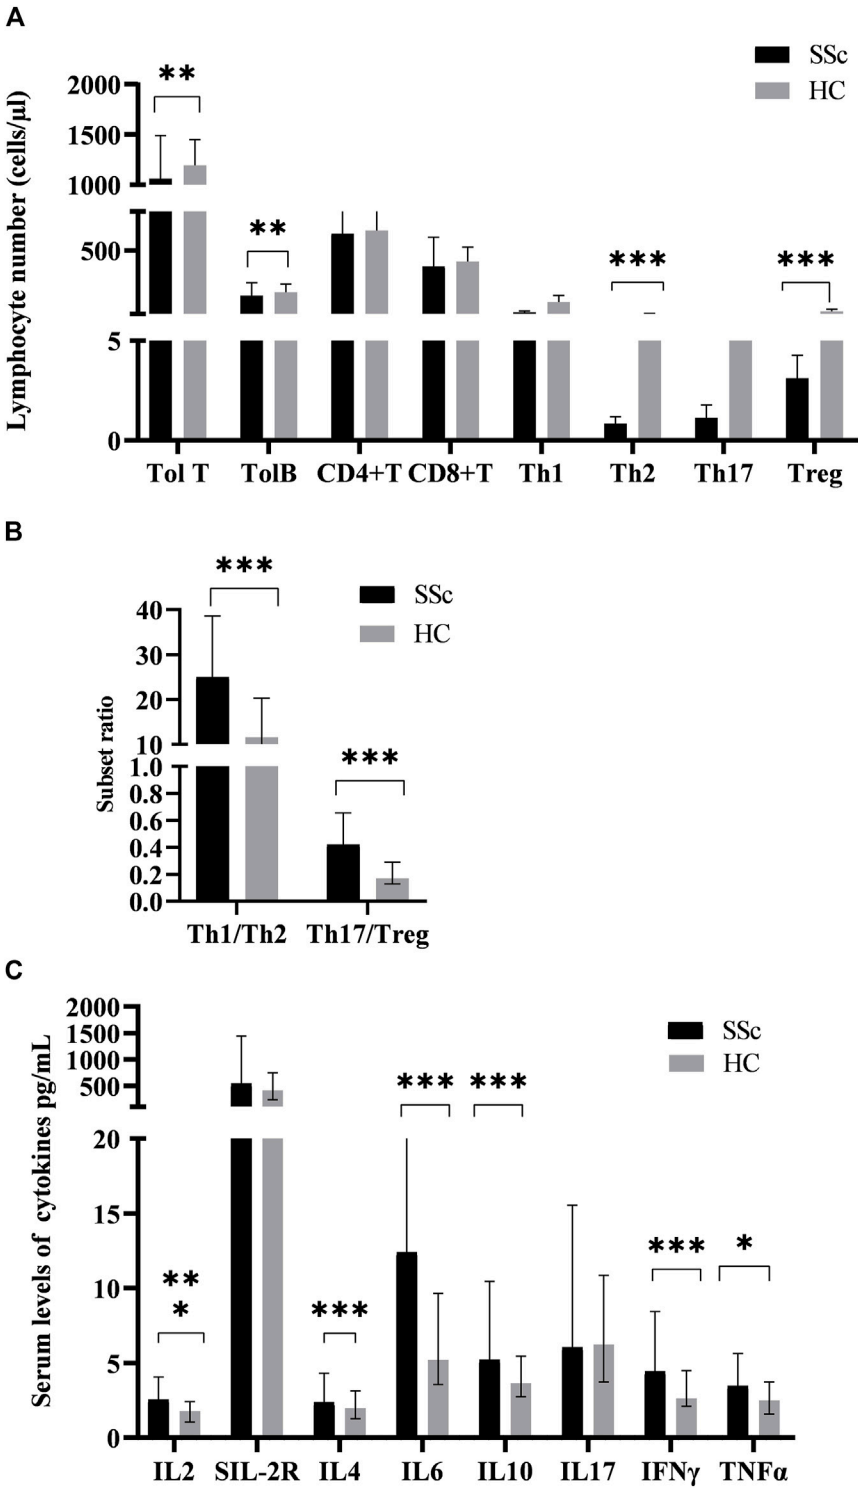 A
SSc
HC
Lymphocyte number (cells/µl)
2000
1500
1000
500
5
0
**
**
***
***
Tol T TolB CD4+T CD8+T Th1 Th2 Th17 Treg
B
SSc
HC
Subset ratio
40
30
20
10
1.0
0.8
0.6
0.4
0.2
0.0
***
***
Th1/Th2 Th17/Treg
C
SSc
HC
Serum levels of cytokines pg/mL
2000
1500
1000
500
20
15
10
5
0
**
*
***
*** ***
***
*
IL2 SIL-2R IL4 IL6 IL10 IL17 IFNγ TNFα